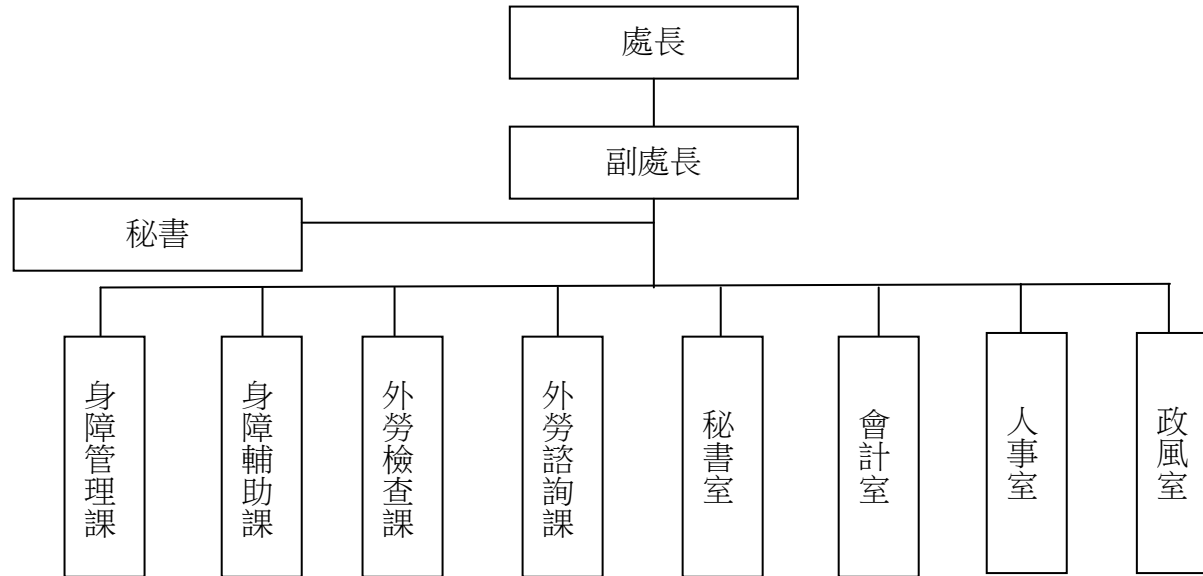 處長
副處長
秘書
身障管理課
身障輔助課
外勞檢查課
外勞諮詢課
秘書室
會計室
人事室
政風室